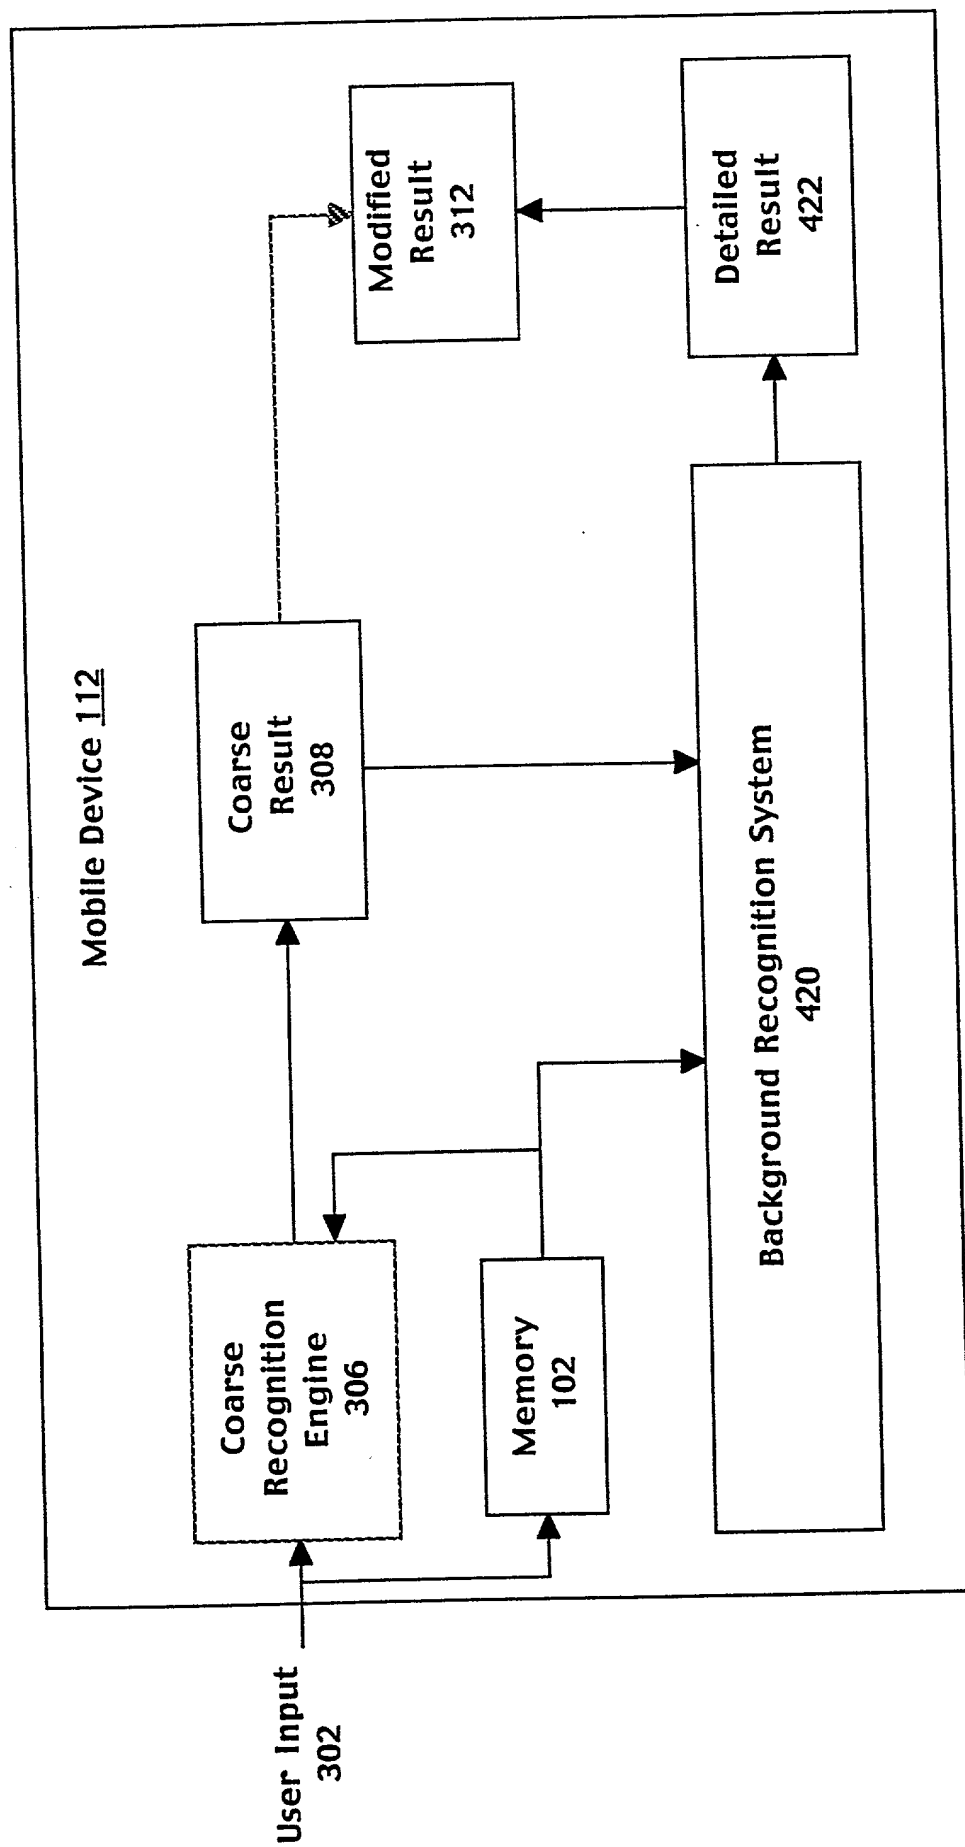 Mobile Device 112
User Input
302
Coarse
Recognition
Engine
306
Memory
102
Coarse
Result
308
Modified
Result
312
Background Recognition System
420
Detailed
Result
422